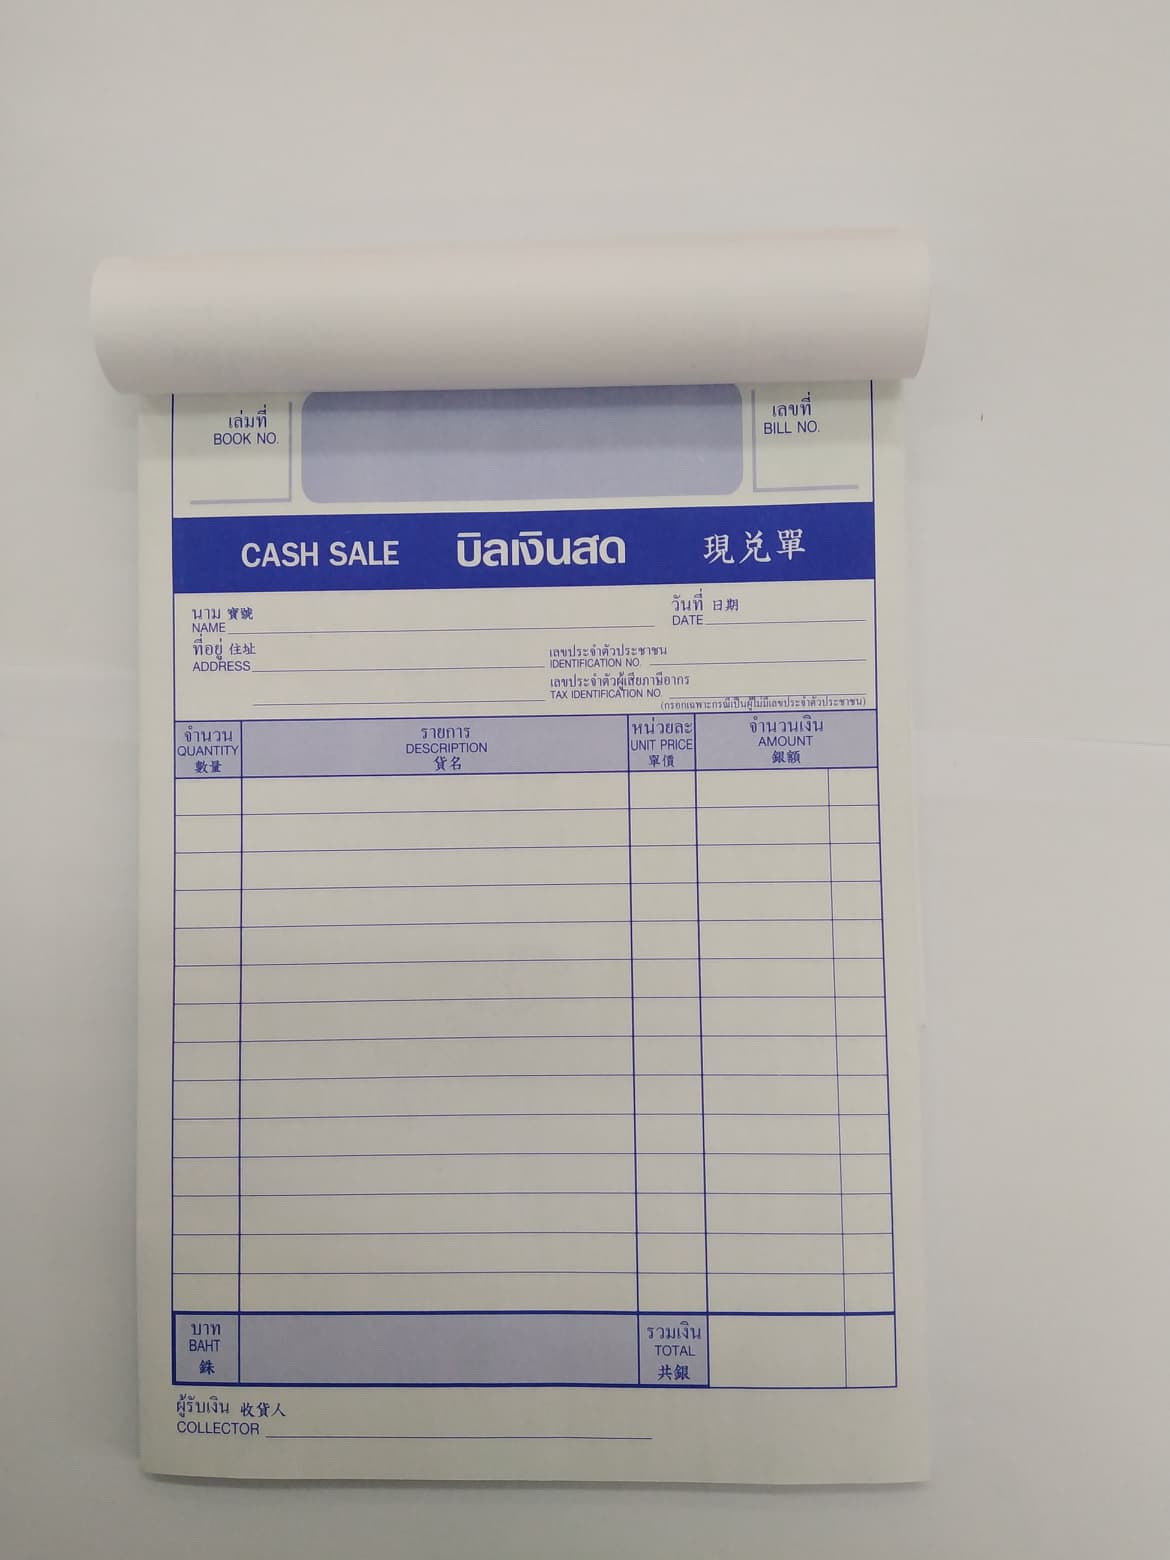 เล่มที่
BOOK NO.
เลขที่
BILL NO.
CASH SALE บิลเงินสด 現兌單
นาม 寶號
NAME
วันที่ 日期
DATE
ที่อยู่ 住址
ADDRESS
เลขประจำตัวประชาชน
IDENTIFICATION NO.
เลขประจำตัวผู้เสียภาษีอากร
TAX IDENTIFICATION NO.
(กรอกเฉพาะกรณีเป็นผู้ไม่มีเลขประจำตัวประชาชน)
จำนวน
QUANTITY
數量
รายการ
DESCRIPTION
貨名
หน่วยละ
UNIT PRICE
單價
จำนวนเงิน
AMOUNT
銀額
บาท
BAHT
銖
รวมเงิน
TOTAL
共銀
ผู้รับเงิน 收貨人
COLLECTOR